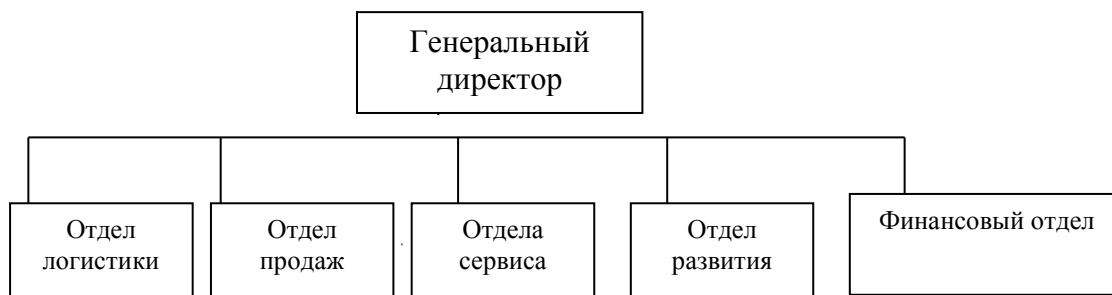 Генеральный
директор
Отдел
логистики
Отдел
продаж
Отдела
сервиса
Отдел
развития
Финансовый отдел